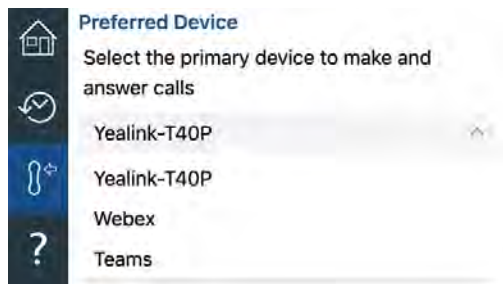 Preferred Device
Select the primary device to make and
answer calls
Yealink-T40P
Yealink-T40P
Webex
Teams
?